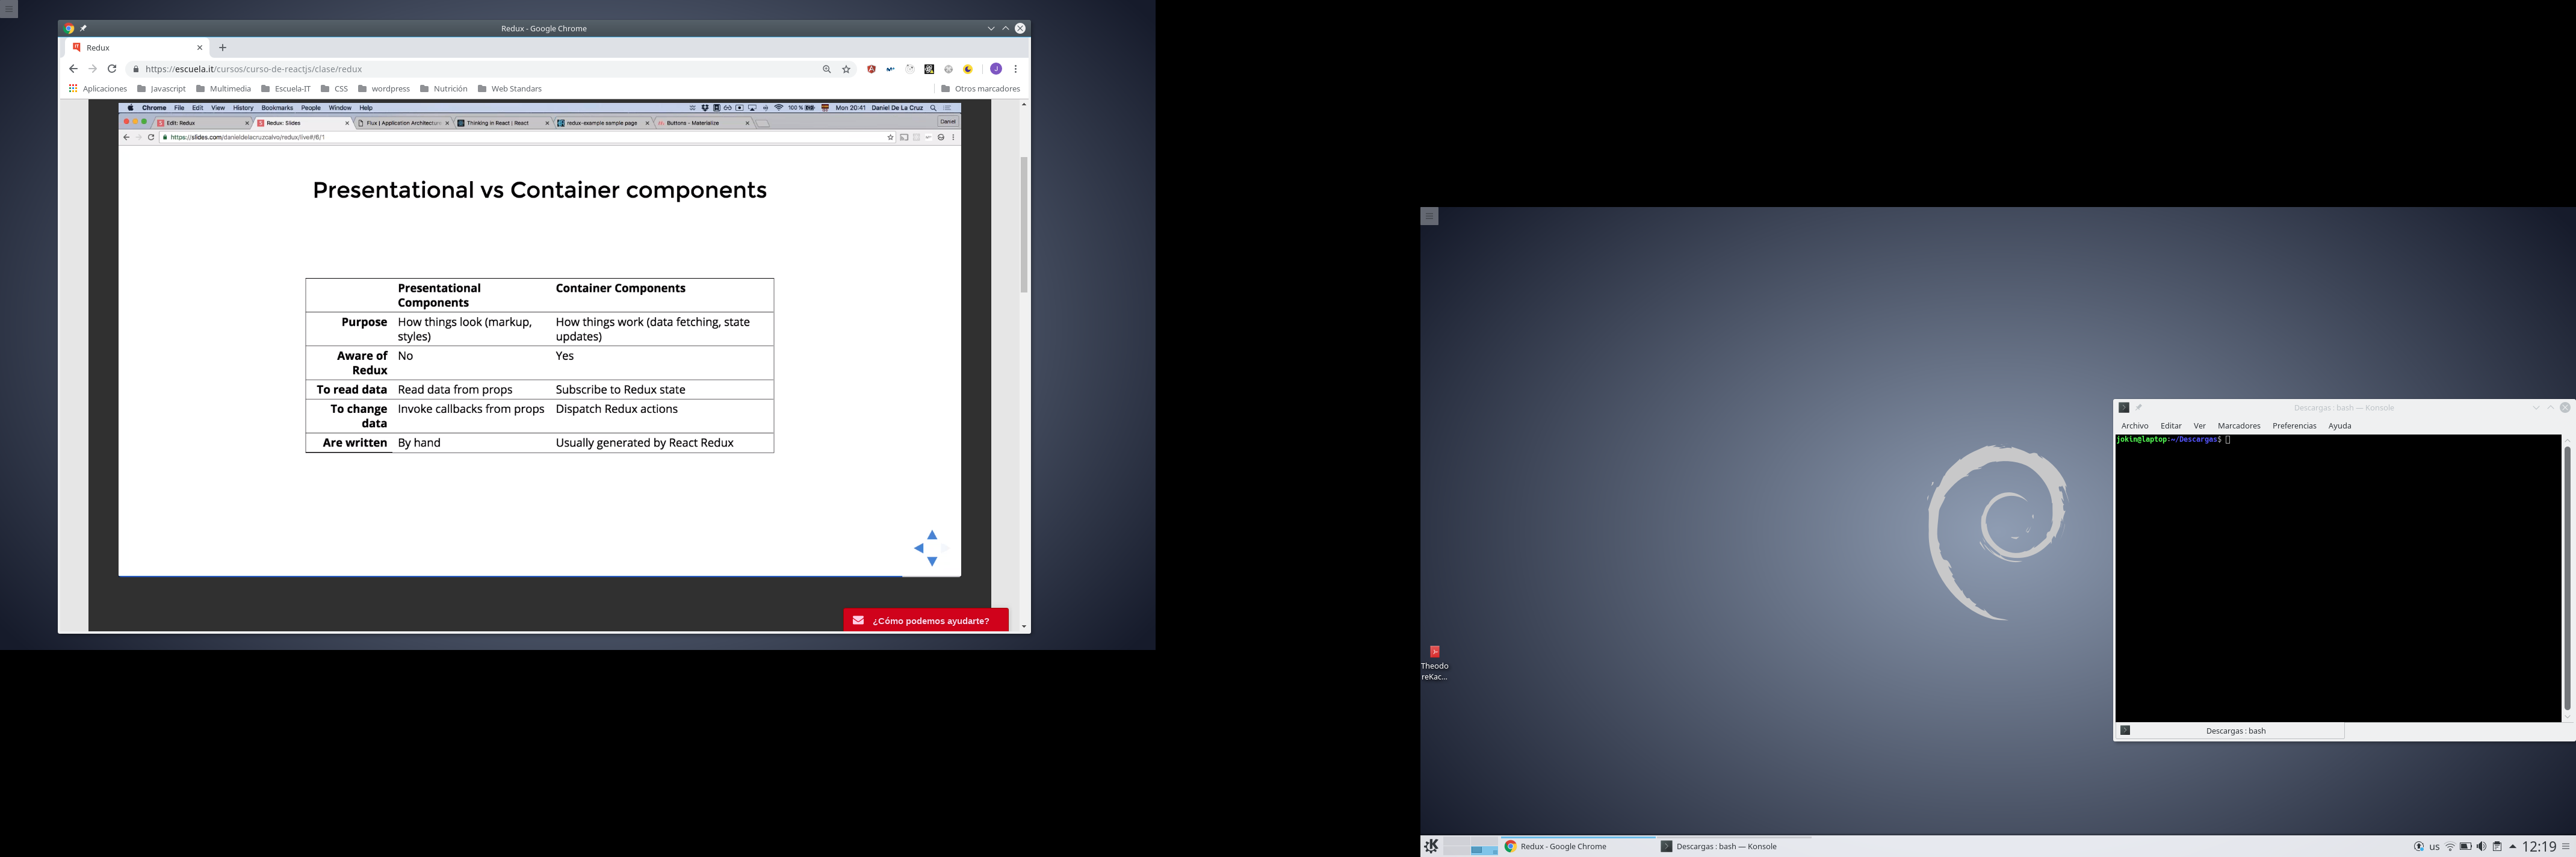 Redux - Google Chrome
Redux
https://escuela.it/cursos/curso-de-reactjs/clase/redux
Aplicaciones Javascript Multimedia Escuela-IT CSS wordpress Nutrición Web Standars Otros marcadores
Chrome File Edit View History Bookmarks People Window Help 100 % Mon 20:41 Daniel De La Cruz
Edit: Redux Redux: Slides Flux | Application Architecture Thinking in React | React redux-example sample page Buttons - Materialize Daniel
https://slides.com/danieldelacruzcalvo/redux/live#/6/1
Presentational vs Container components
Presentational Components Container Components
Purpose How things look (markup, styles) How things work (data fetching, state updates)
Aware of Redux No Yes
To read data Read data from props Subscribe to Redux state
To change data Invoke callbacks from props Dispatch Redux actions
Are written By hand Usually generated by React Redux
¿Cómo podemos ayudarte?
Theodo
reKac...
Descargas : bash — Konsole
Archivo Editar Ver Marcadores Preferencias Ayuda
jokin@laptop:~/Descargas$
Descargas : bash
Redux - Google Chrome Descargas : bash — Konsole us 12:19